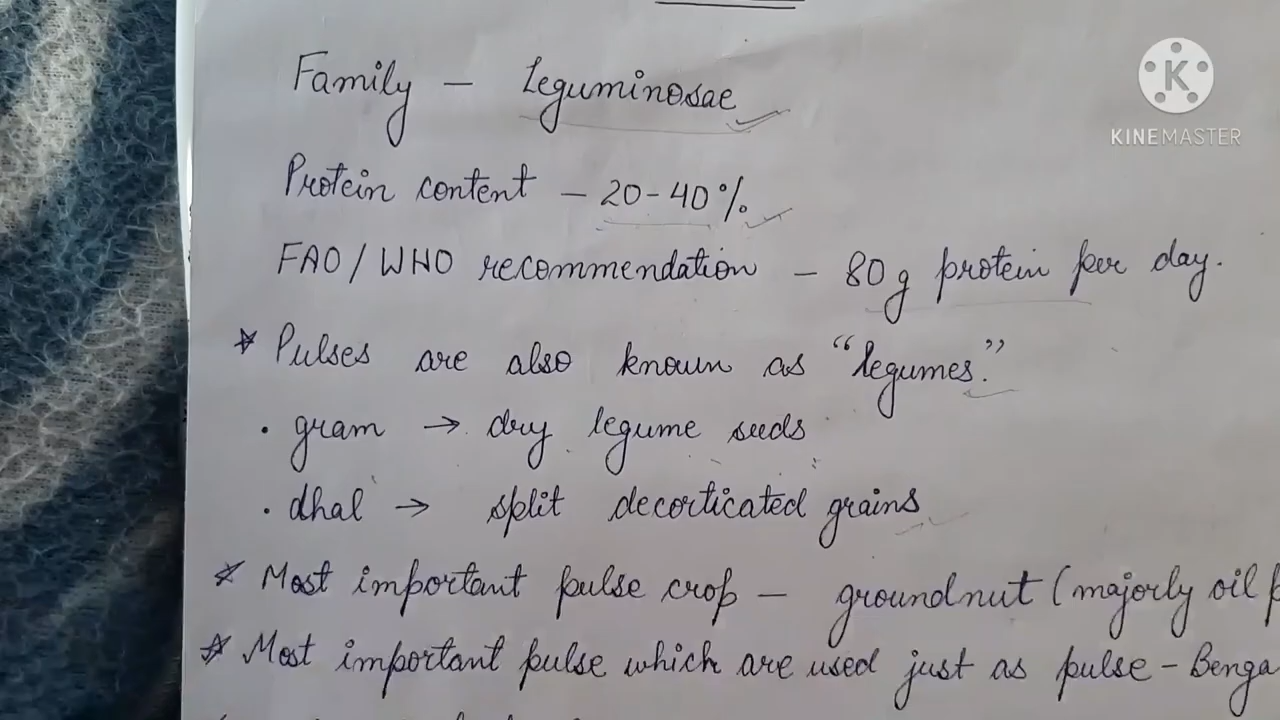 Family - Leguminosae
Protein content - 20-40%
FAO/WHO recommendation - 80g protein per day.
* Pulses are also known as "legumes."
. gram → dry legume seeds
. dhal → split decorticated grains
* Most important pulse crop - groundnut (majorly oil
* Most important pulse which are used just as pulse - Benga
K
KINEMASTER